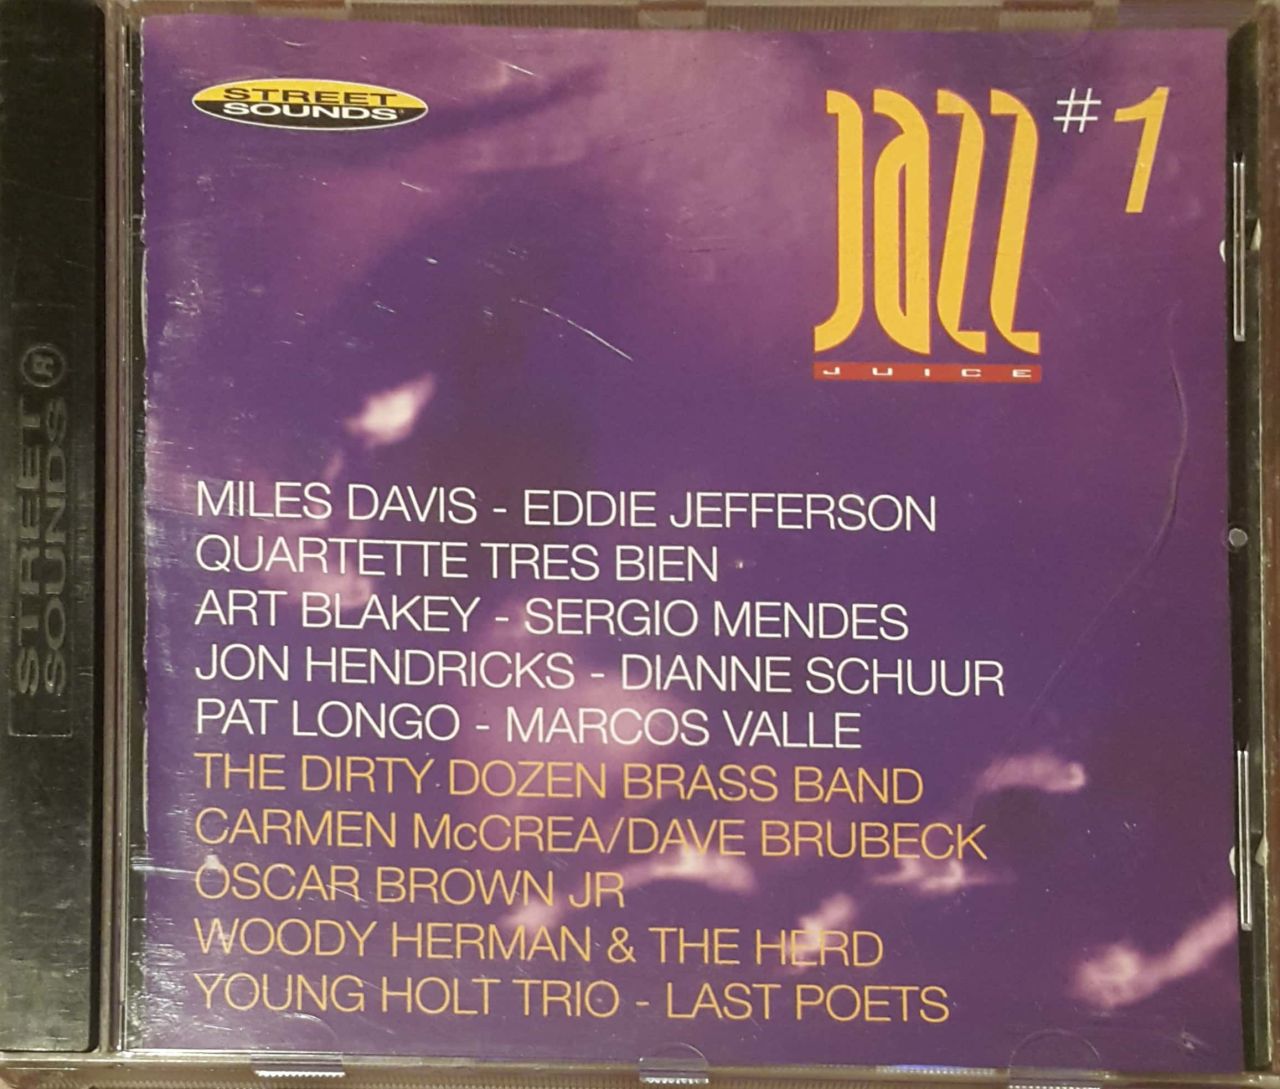 STREET
SOUNDS®
JAZZ #1
JUICE
MILES DAVIS - EDDIE JEFFERSON
QUARTETTE TRES BIEN
ART BLAKEY - SERGIO MENDES
JON HENDRICKS - DIANNE SCHUUR
PAT LONGO - MARCOS VALLE
THE DIRTY DOZEN BRASS BAND
CARMEN McCREA/DAVE BRUBECK
OSCAR BROWN JR
WOODY HERMAN & THE HERD
YOUNG HOLT TRIO - LAST POETS
STREET ®
SOUNDS